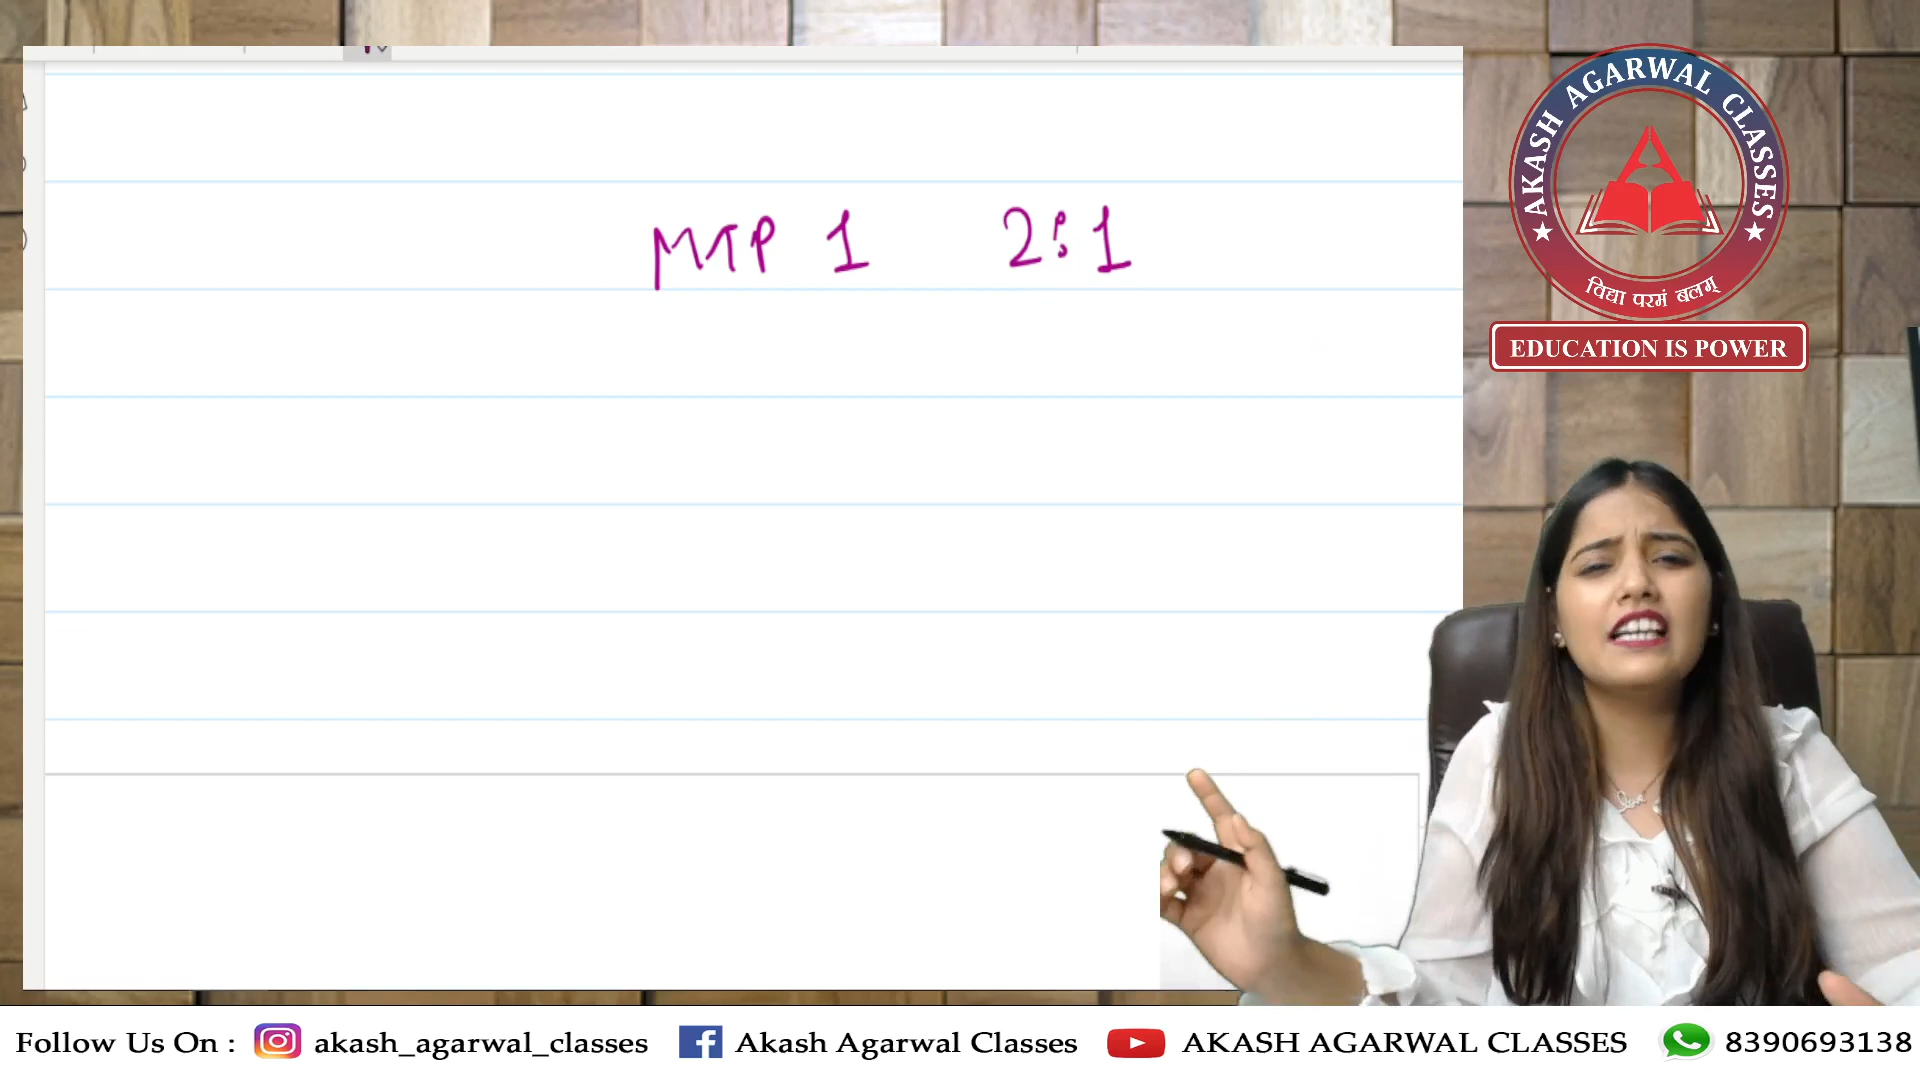 MTP 1 2:1
AKASH AGARWAL CLASSES
विद्या परमं बलम्
EDUCATION IS POWER
Follow Us On : akash_agarwal_classes Akash Agarwal Classes AKASH AGARWAL CLASSES 8390693138